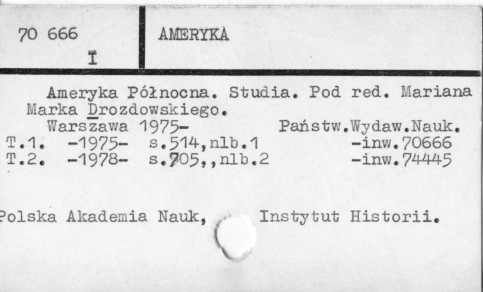 70 666 AMERYKA
I
Ameryka Północna. Studia. Pod red. Mariana
Marka Drozdowskiego.
Warszawa 1975- Państw.Wydaw.Nauk.
T.1. -1975- s.514,nlb.1 -inw.70666
T.2. -1978- s.705,,nlb.2 -inw.74445
Polska Akademia Nauk, Instytut Historii.